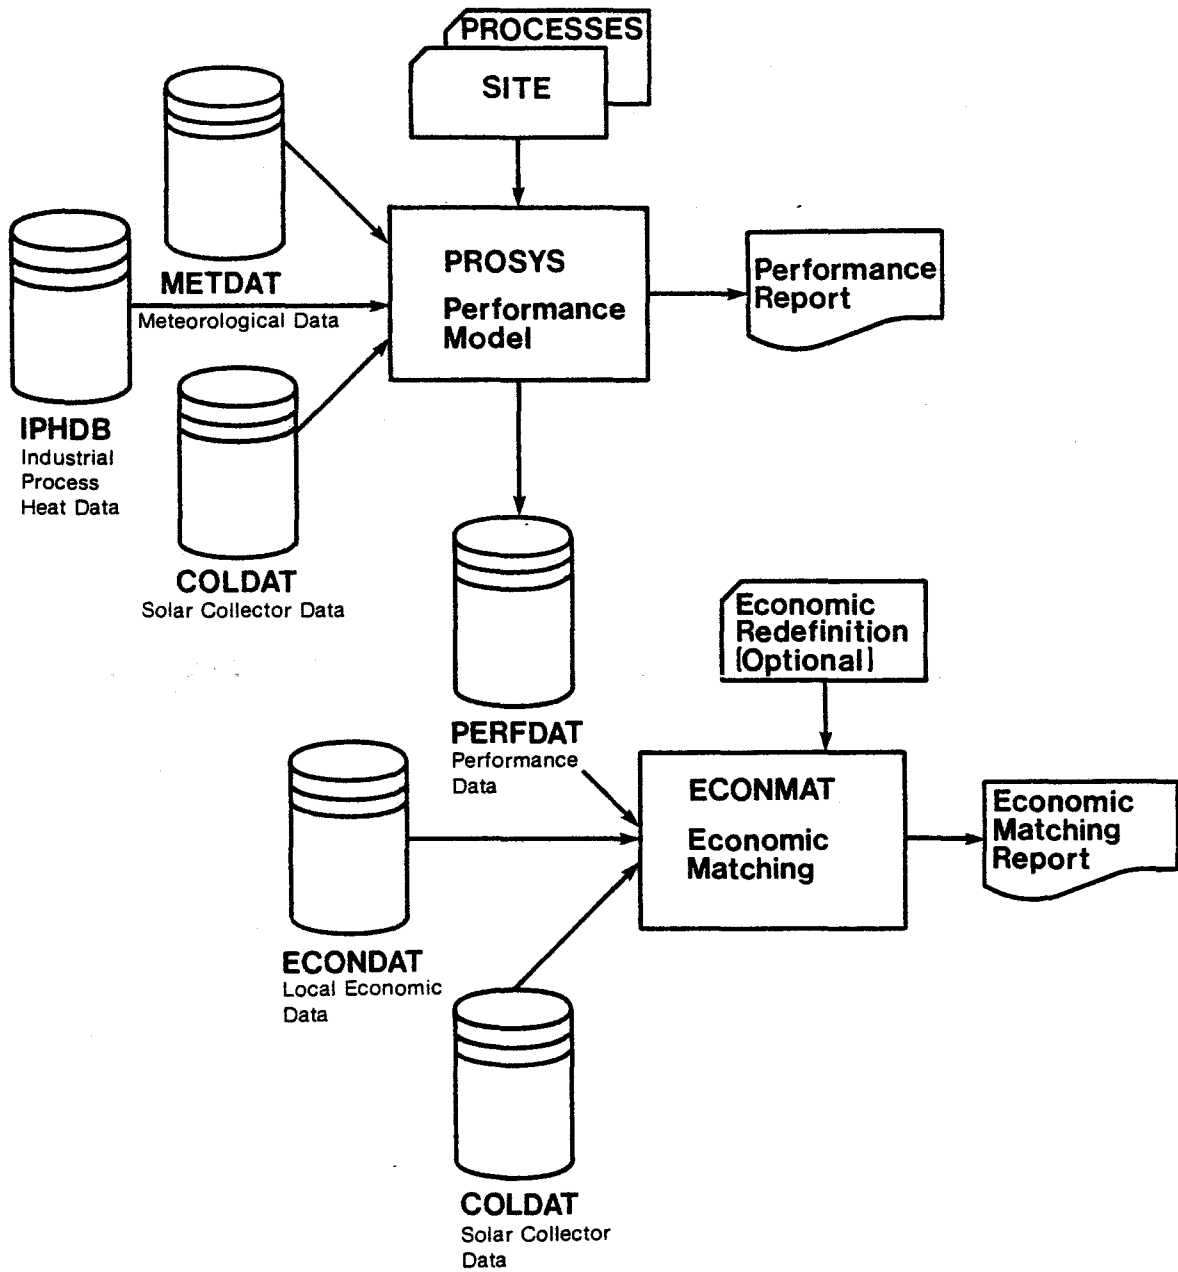 PROCESSES
SITE
METDAT
Meteorological Data
PROSYS
Performance
Model
Performance
Report
IPHDB
Industrial
Process
Heat Data
COLDAT
Solar Collector Data
Economic
Redefinition
(Optional)
PERFDAT
Performance
Data
ECONMAT
Economic
Matching
Economic
Matching
Report
ECONDAT
Local Economic
Data
COLDAT
Solar Collector
Data